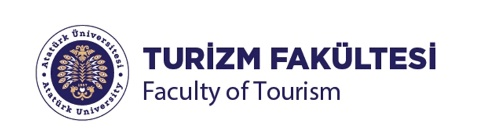 Atatürk Üniversitesi
Atatürk University
TURİZM FAKÜLTESİ
Faculty of Tourism